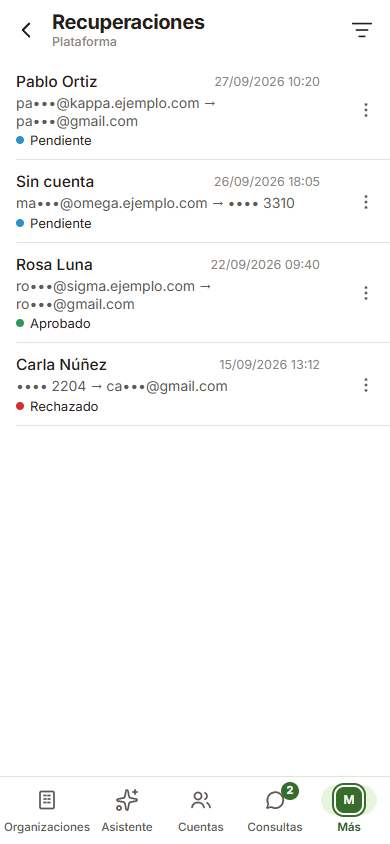 Recuperaciones
Plataforma
Pablo Ortiz 27/09/2026 10:20
pa•••@kappa.ejemplo.com →
pa•••@gmail.com
Pendiente
Sin cuenta 26/09/2026 18:05
ma•••@omega.ejemplo.com → •••• 3310
Pendiente
Rosa Luna 22/09/2026 09:40
ro•••@sigma.ejemplo.com →
ro•••@gmail.com
Aprobado
Carla Núñez 15/09/2026 13:12
•••• 2204 → ca•••@gmail.com
Rechazado
2
M
Organizaciones Asistente Cuentas Consultas Más